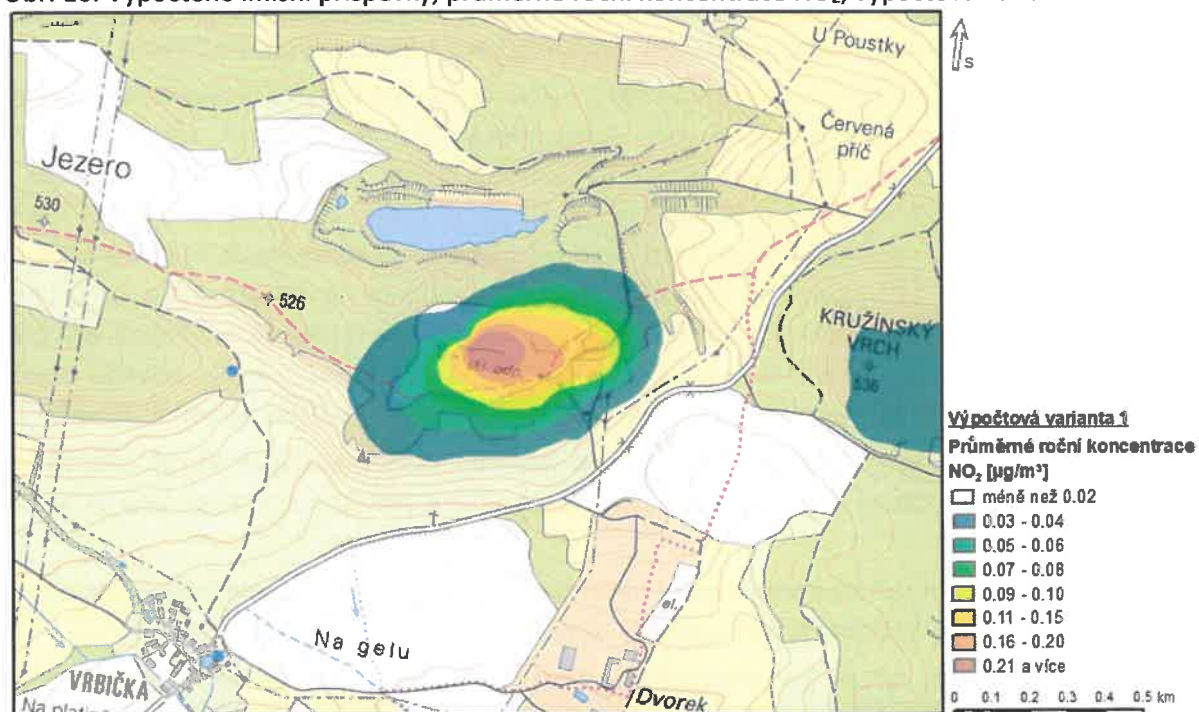 U Poustky
Červená
příč
Jezero
530
526
KRUŽÍNSKÝ
VRCH
536
Na gelu
el.
VRBIČKA
Dvorek
S
Výpočtová varianta 1
Průměrné roční koncentrace
NO₂ [µg/m³]
méně než 0.02
0.03 - 0.04
0.05 - 0.06
0.07 - 0.08
0.09 - 0.10
0.11 - 0.15
0.16 - 0.20
0.21 a více
0 0.1 0.2 0.3 0.4 0.5 km